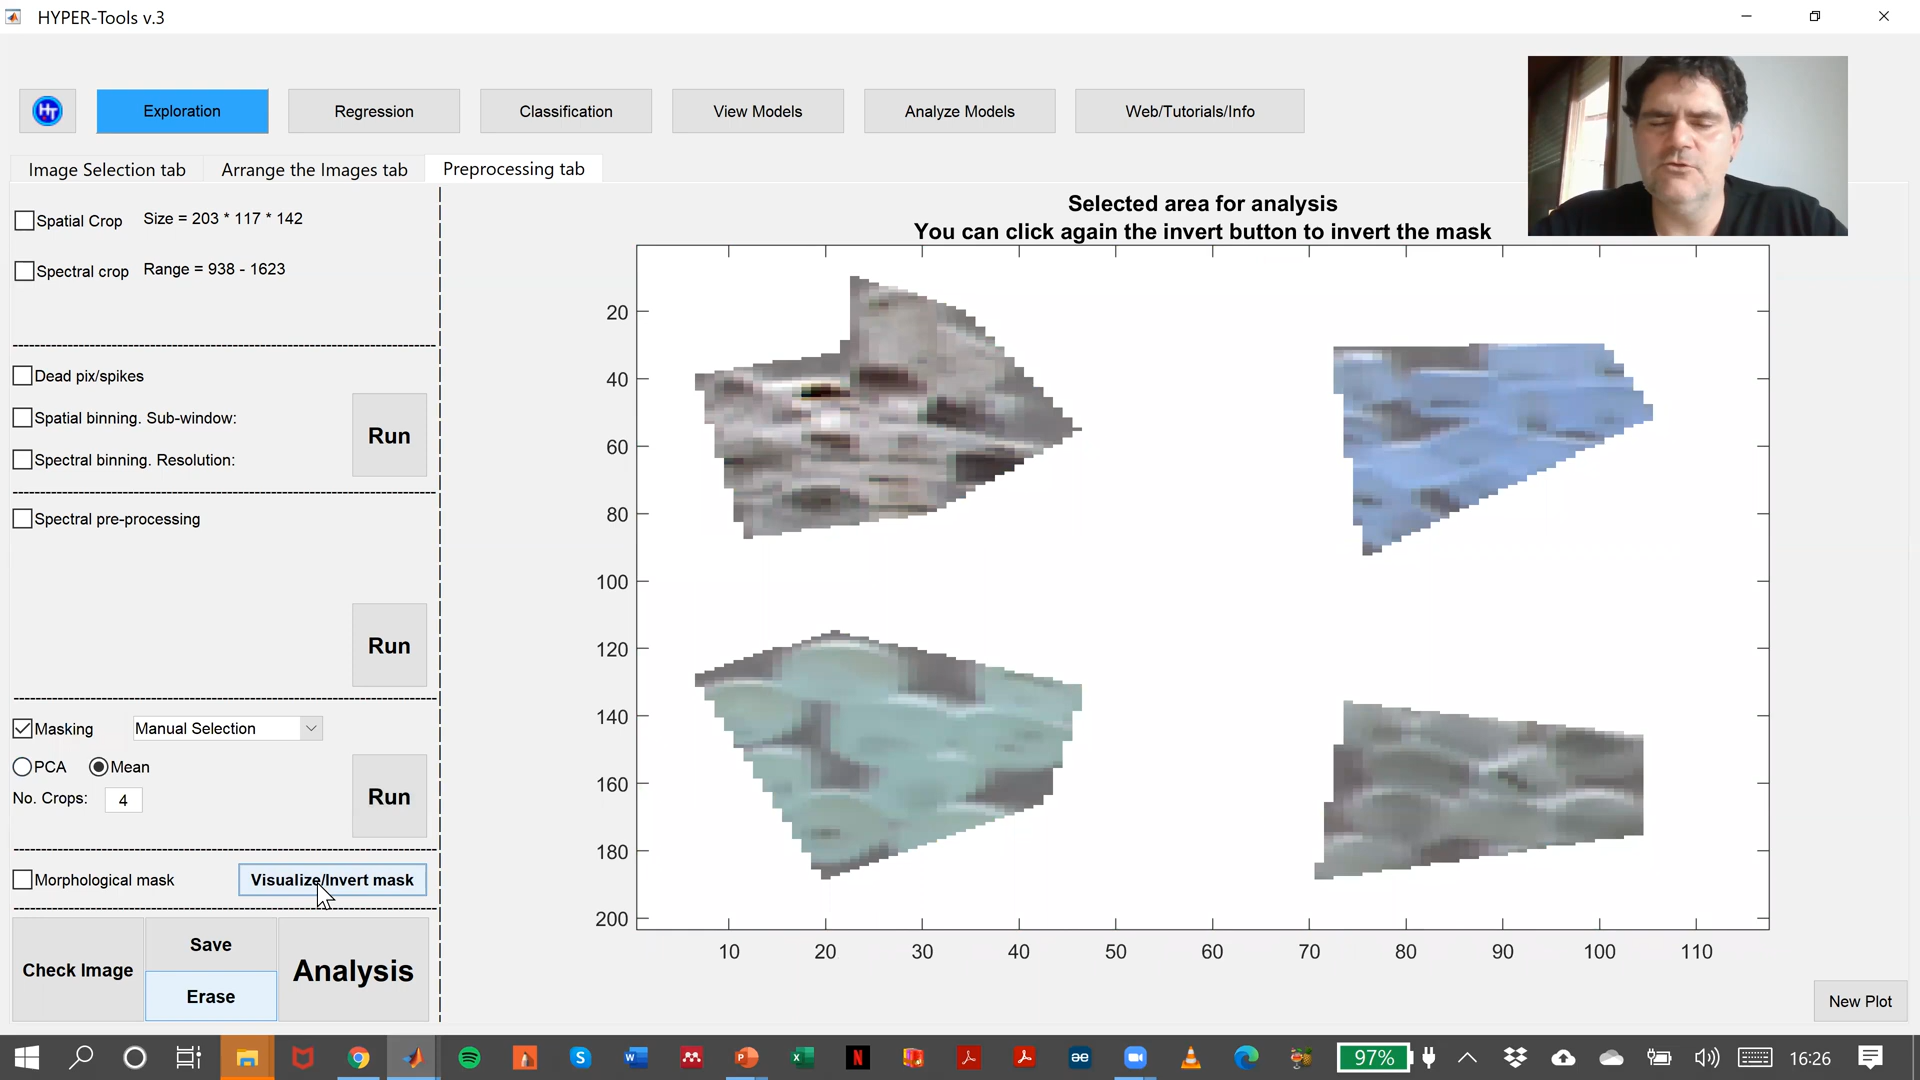 HYPER-Tools v.3
HT
Exploration
Regression
Classification
View Models
Analyze Models
Web/Tutorials/Info
Image Selection tab
Arrange the Images tab
Preprocessing tab
Spatial Crop
Size = 203 * 117 * 142
Spectral crop
Range = 938 - 1623
Dead pix/spikes
Spatial binning. Sub-window:
Spectral binning. Resolution:
Run
Spectral pre-processing
Run
Masking
Manual Selection
PCA
Mean
No. Crops:
4
Run
Morphological mask
Visualize/Invert mask
Check Image
Save
Erase
Analysis
Selected area for analysis
You can click again the invert button to invert the mask
20
40
60
80
100
120
140
160
180
200
10 20 30 40 50 60 70 80 90 100 110
New Plot
97%
16:26